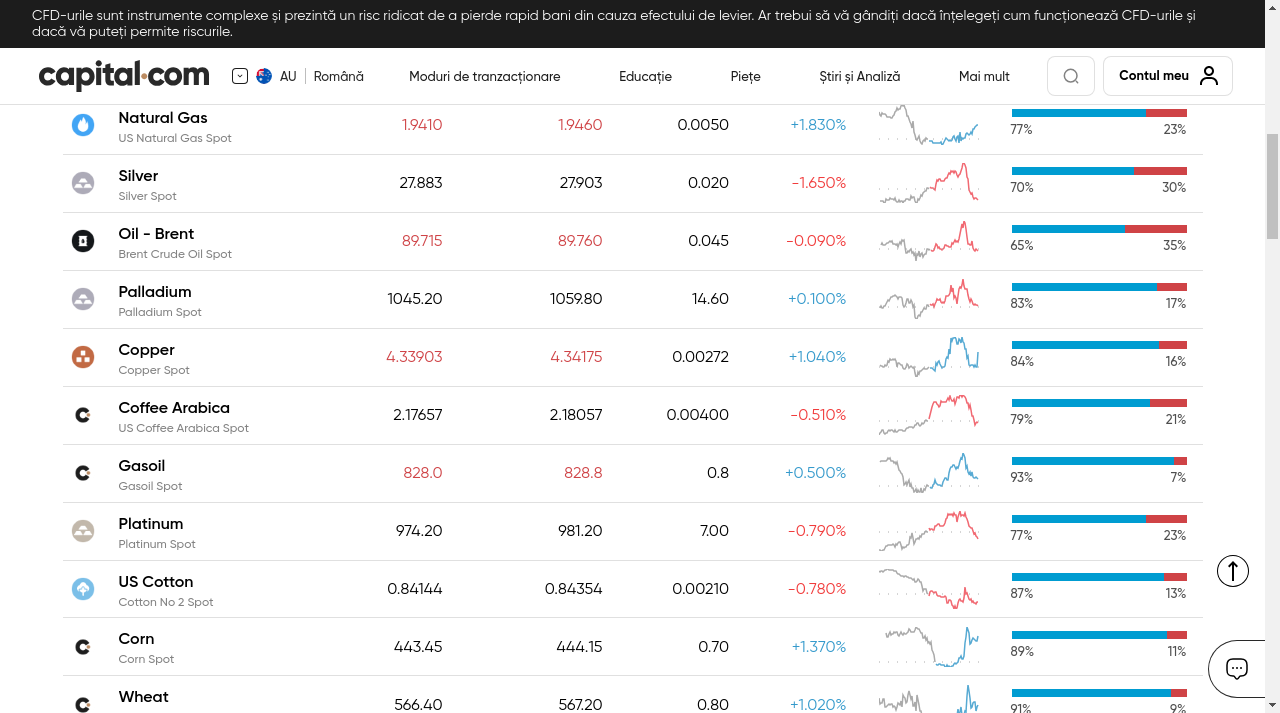 CFD-urile sunt instrumente complexe și prezintă un risc ridicat de a pierde rapid bani din cauza efectului de levier. Ar trebui să vă gândiți dacă înțelegeți cum funcționează CFD-urile și
dacă vă puteți permite riscurile.
capital.com AU Română Moduri de tranzacționare Educație Piețe Știri și Analiză Mai mult Contul meu
Natural Gas 1.9410 1.9460 0.0050 +1.830%
US Natural Gas Spot 77% 23%
Silver 27.883 27.903 0.020 -1.650%
Silver Spot 70% 30%
Oil - Brent 89.715 89.760 0.045 -0.090%
Brent Crude Oil Spot 65% 35%
Palladium 1045.20 1059.80 14.60 +0.100%
Palladium Spot 83% 17%
Copper 4.33903 4.34175 0.00272 +1.040%
Copper Spot 84% 16%
Coffee Arabica 2.17657 2.18057 0.00400 -0.510%
US Coffee Arabica Spot 79% 21%
Gasoil 828.0 828.8 0.8 +0.500%
Gasoil Spot 93% 7%
Platinum 974.20 981.20 7.00 -0.790%
Platinum Spot 77% 23%
US Cotton 0.84144 0.84354 0.00210 -0.780%
Cotton No 2 Spot 87% 13%
Corn 443.45 444.15 0.70 +1.370%
Corn Spot 89% 11%
Wheat 566.40 567.20 0.80 +1.020%
91% 9%